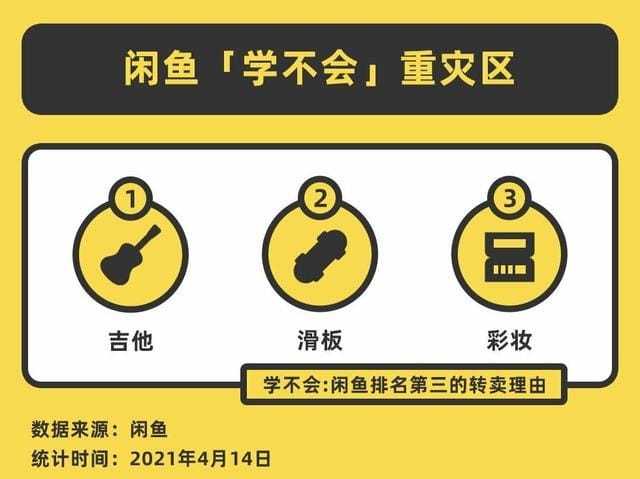 闲鱼「学不会」重灾区
1
2
3
吉他
滑板
彩妆
学不会:闲鱼排名第三的转卖理由
数据来源：闲鱼
统计时间：2021年4月14日